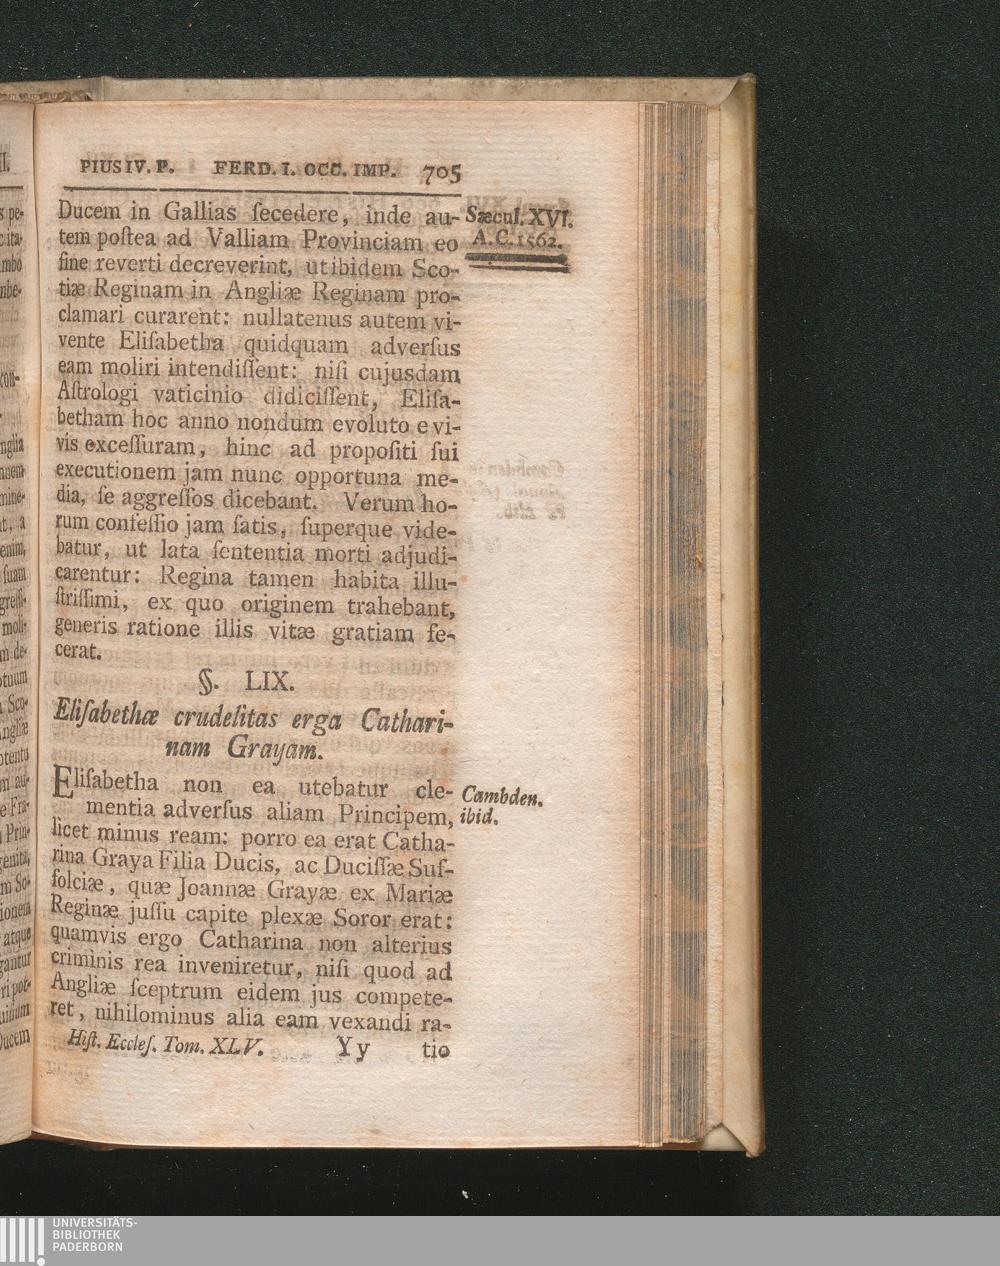 PIUS IV. P. FERD. I. OCC. IMP. 705
Ducem in Gallias ſecedere, inde au-
tem poſtea ad Valliam Provinciam eo
fine reverti decreverint, ut ibidem Sco-
tiæ Reginam in Angliæ Reginam pro-
clamari curarent: nullatenus autem vi-
vente Eliſabetha quidquam adverſus
eam moliri intendiſſent: niſi cujusdam
Aſtrologi vaticinio didiciſſent, Eliſa-
betham hoc anno nondum evoluto e vi-
vis exceſſuram, hinc ad propoſiti ſui
executionem jam nunc opportuna me-
dia, ſe aggreſſos dicebant. Verum ho-
rum confeſſio jam ſatis, ſuperque vide-
batur, ut lata ſententia morti adjudi-
carentur: Regina tamen habita illu-
ſtriſſimi, ex quo originem trahebant,
generis ratione illis vitæ gratiam fe-
cerat.
Sæcul. XVI.
A. C. 1562.
§. LIX.
Eliſabethæ crudelitas erga Cathari-
nam Grayam.
Eliſabetha non ea utebatur cle-
mentia adverſus aliam Principem,
licet minus ream: porro ea erat Catha-
rina Graya Filia Ducis, ac Duciſſæ Suf-
folciæ, quæ Joannæ Grayæ ex Mariæ
Reginæ juſſu capite plexæ Soror erat:
quamvis ergo Catharina non alterius
criminis rea inveniretur, niſi quod ad
Angliæ ſceptrum eidem jus compete-
ret, nihilominus alia eam vexandi ra-
Cambden.
ibid.
Hiſt. Eccleſ. Tom. XLV. Yy tio
UNIVERSITÄTS-
BIBLIOTHEK
PADERBORN